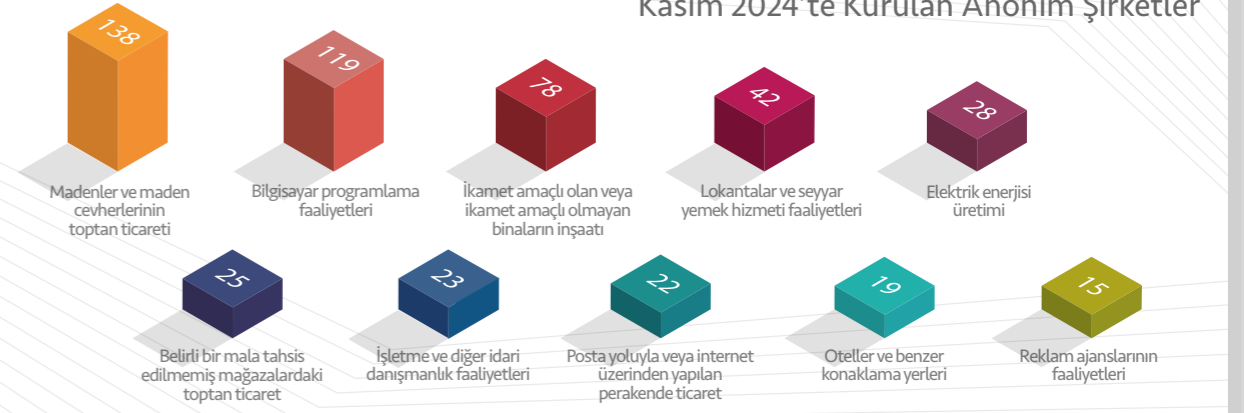 Kasım 2024'te Kurulan Anonim Şirketler
138
119
78
42
28
Madenler ve maden
cevherlerinin
toptan ticareti
Bilgisayar programlama
faaliyetleri
İkamet amaçlı olan veya
ikamet amaçlı olmayan
binaların inşaatı
Lokantalar ve seyyar
yemek hizmeti faaliyetleri
Elektrik enerjisi
üretimi
25
23
22
19
15
Belirli bir mala tahsis
edilmemiş mağazalardaki
toptan ticaret
İşletme ve diğer idari
danışmanlık faaliyetleri
Posta yoluyla veya internet
üzerinden yapılan
perakende ticaret
Oteller ve benzer
konaklama yerleri
Reklam ajanslarının
faaliyetleri